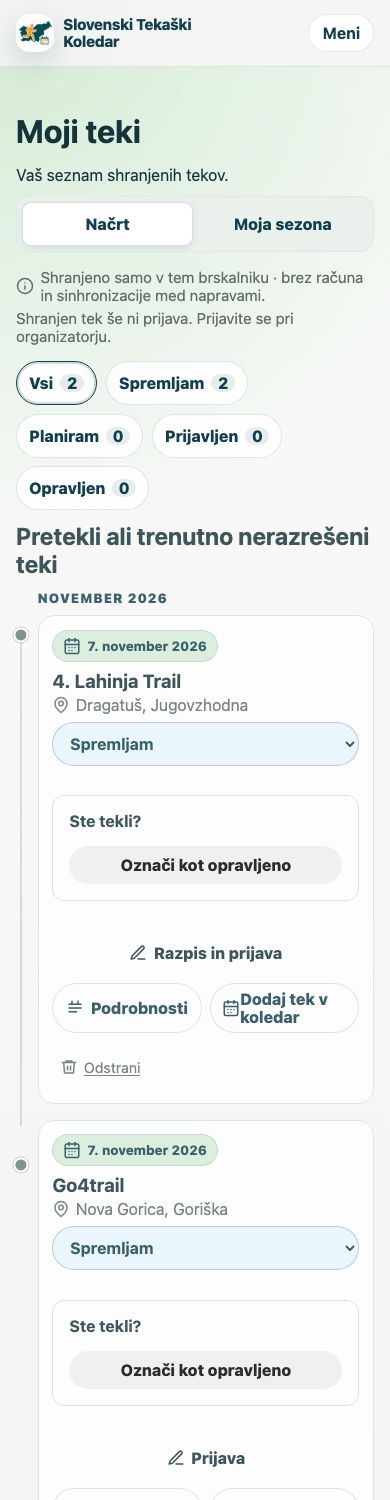 Slovenski Tekaški
Koledar
Meni
Moji teki
Vaš seznam shranjenih tekov.
Načrt
Moja sezona
Shranjeno samo v tem brskalniku · brez računa
in sinhronizacije med napravami.
Shranjen tek še ni prijava. Prijavite se pri
organizatorju.
Vsi 2
Spremljam 2
Planiram 0
Prijavljen 0
Opravljen 0
Pretekli ali trenutno nerazrešeni
teki
NOVEMBER 2026
7. november 2026
4. Lahinja Trail
Dragatuš, Jugovzhodna
Spremljam
Ste tekli?
Označi kot opravljeno
Razpis in prijava
Podrobnosti
Dodaj tek v
koledar
Odstrani
7. november 2026
Go4trail
Nova Gorica, Goriška
Spremljam
Ste tekli?
Označi kot opravljeno
Prijava